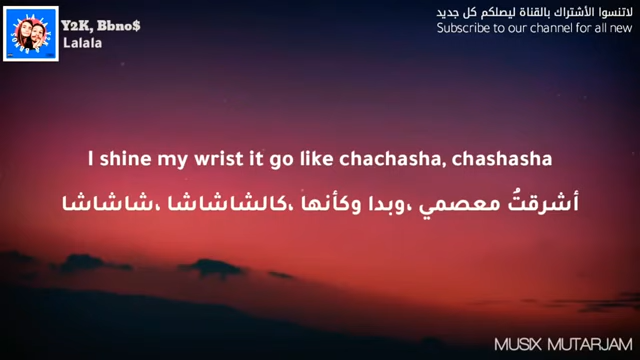 Y2K, Bbno$
Lalala
لاتنسوا الأشتراك بالقناة ليصلكم كل جديد
Subscribe to our channel for all new
I shine my wrist it go like chachasha, chashasha
أشرقتُ معصمي ،وبدا وكأنها ،كالشاشاشا ،شاشاشا
MUSIX MUTARJAM